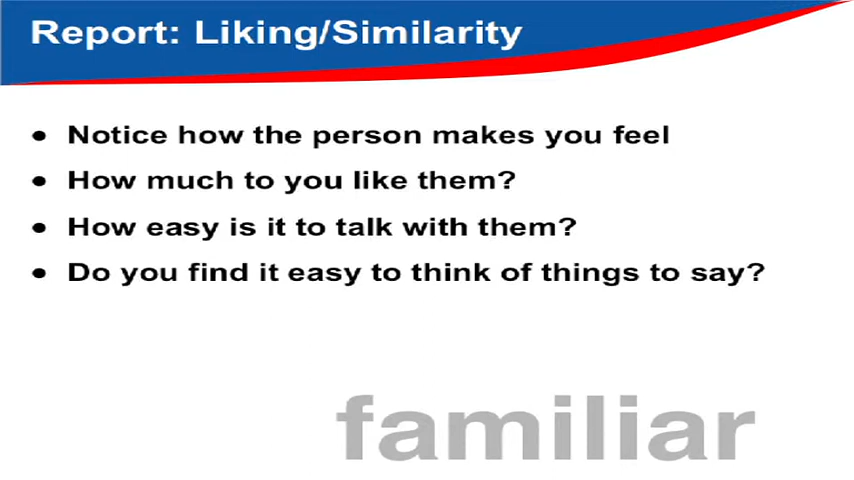 Report: Liking/Similarity
• Notice how the person makes you feel
• How much to you like them?
• How easy is it to talk with them?
• Do you find it easy to think of things to say?
familiar